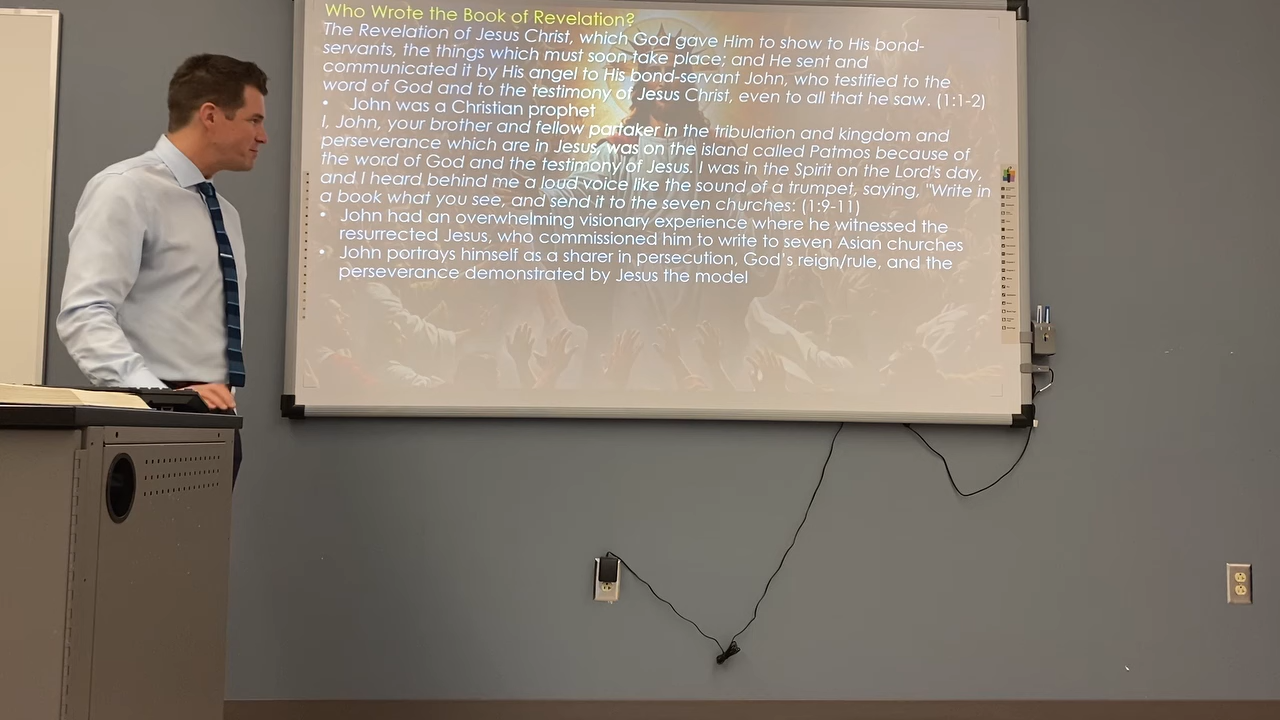 Who Wrote the Book of Revelation?
The Revelation of Jesus Christ, which God gave Him to show to His bond-
servants, the things which must soon take place; and He sent and
communicated it by His angel to His bond-servant John, who testified to the
word of God and to the testimony of Jesus Christ, even to all that he saw. (1:1-2)
• John was a Christian prophet
I, John, your brother and fellow partaker in the tribulation and kingdom and
perseverance which are in Jesus, was on the island called Patmos because of
the word of God and the testimony of Jesus. I was in the Spirit on the Lord's day,
and I heard behind me a loud voice like the sound of a trumpet, saying, "Write in
a book what you see, and send it to the seven churches: (1:9-11)
• John had an overwhelming visionary experience where he witnessed the
resurrected Jesus, who commissioned him to write to seven Asian churches
• John portrays himself as a sharer in persecution, God's reign/rule, and the
perseverance demonstrated by Jesus the model